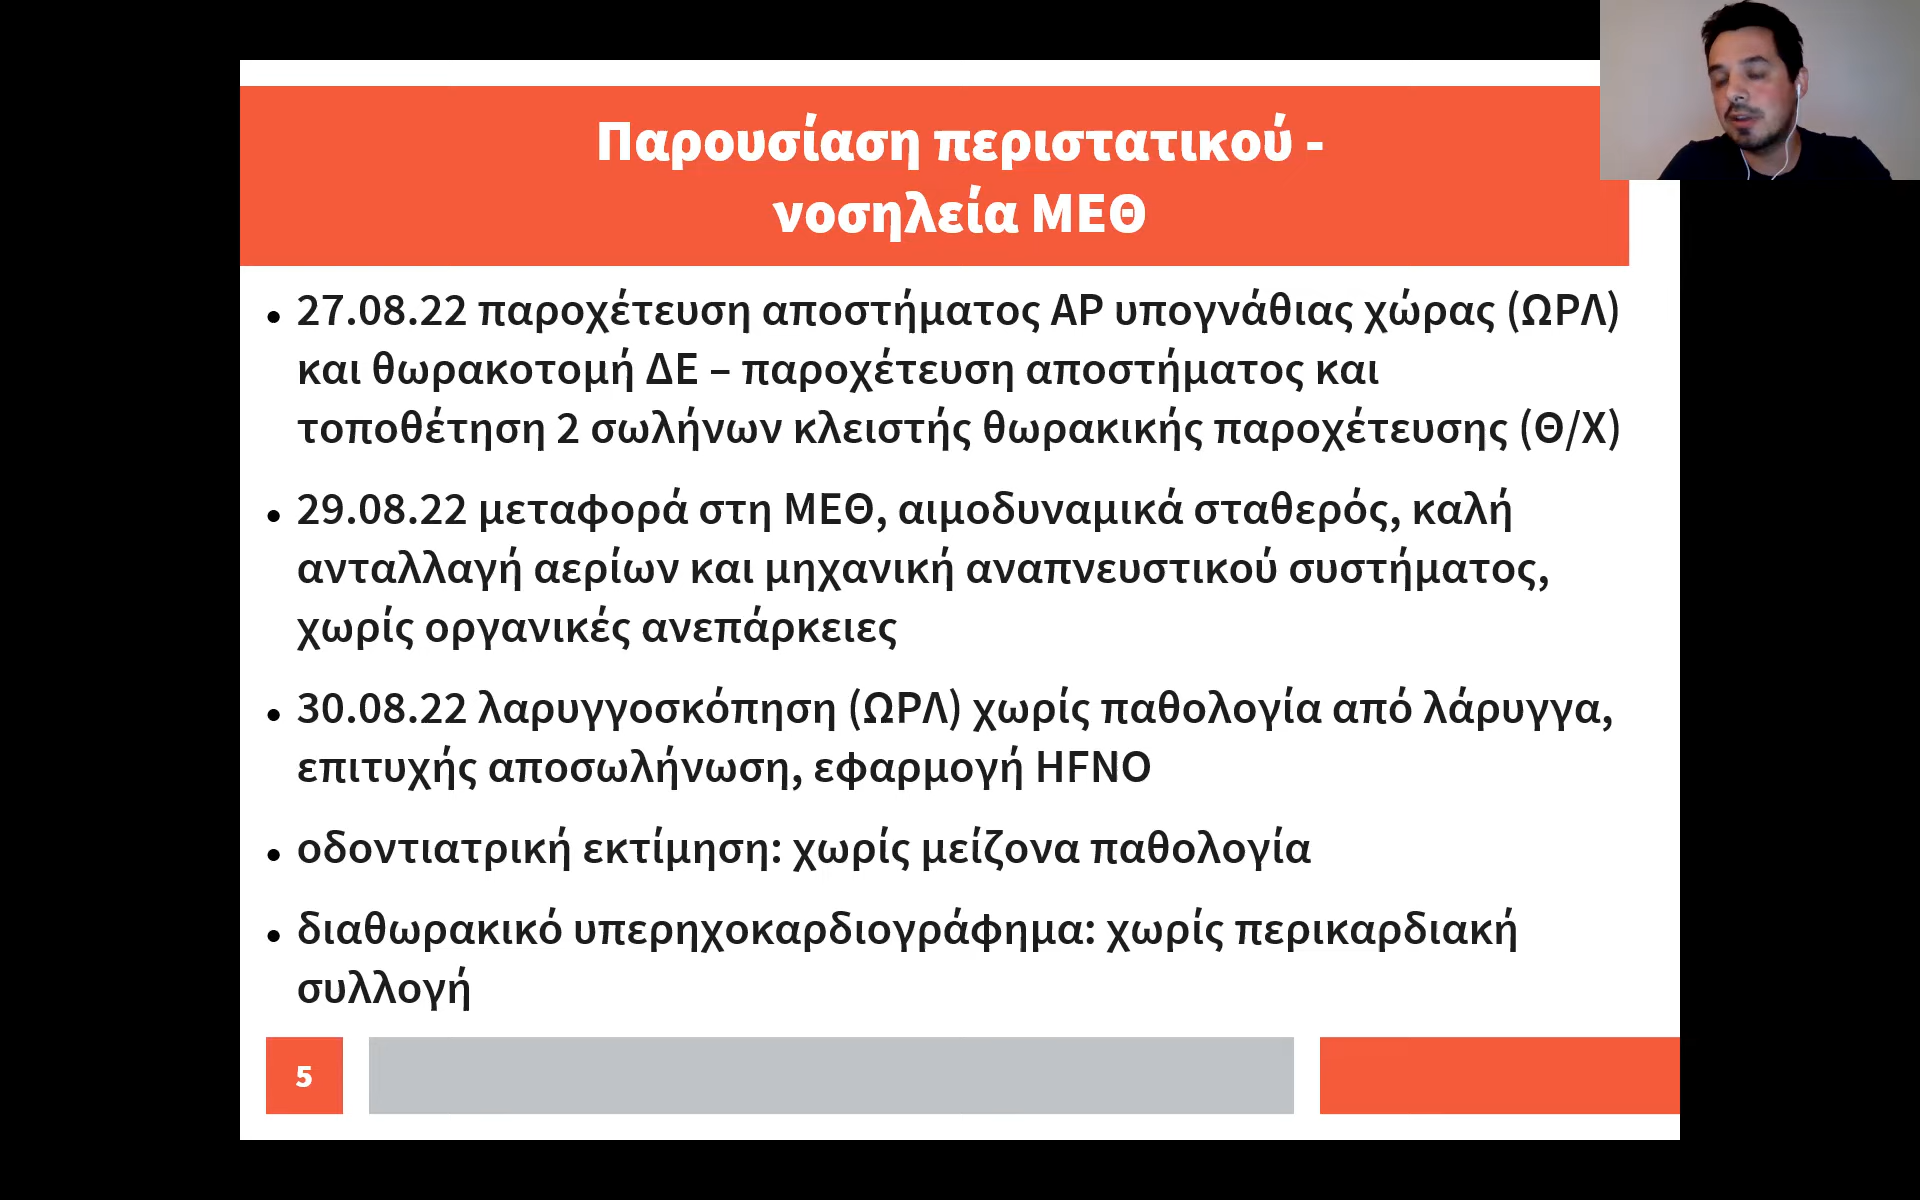 Παρουσίαση περιστατικού -
νοσηλεία ΜΕΘ
• 27.08.22 παροχέτευση αποστήματος ΑΡ υπογνάθιας χώρας (ΩΡΛ)
και θωρακοτομή ΔΕ – παροχέτευση αποστήματος και
τοποθέτηση 2 σωλήνων κλειστής θωρακικής παροχέτευσης (Θ/Χ)
• 29.08.22 μεταφορά στη ΜΕΘ, αιμοδυναμικά σταθερός, καλή
ανταλλαγή αερίων και μηχανική αναπνευστικού συστήματος,
χωρίς οργανικές ανεπάρκειες
• 30.08.22 λαρυγγοσκόπηση (ΩΡΛ) χωρίς παθολογία από λάρυγγα,
επιτυχής αποσωλήνωση, εφαρμογή HFNO
• οδοντιατρική εκτίμηση: χωρίς μείζονα παθολογία
• διαθωρακικό υπερηχοκαρδιογράφημα: χωρίς περικαρδιακή
συλλογή
5